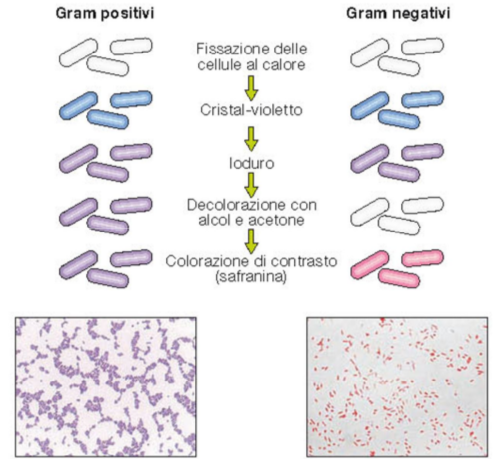 Gram positivi
Gram negativi
Fissazione delle
cellule al calore
Cristal-violetto
Ioduro
Decolorazione con
alcol e acetone
Colorazione di contrasto
(safranina)